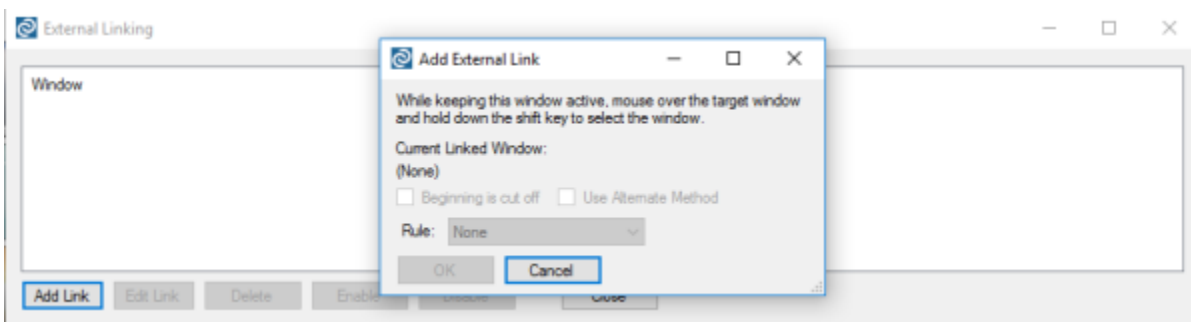 External Linking
Add External Link
Window
While keeping this window active, mouse over the target window
and hold down the shift key to select the window.
Current Linked Window:
(None)
Beginning is cut off Use Alternate Method
Rule: None
OK Cancel
Add Link Edit Link Delete Enable Disable Close